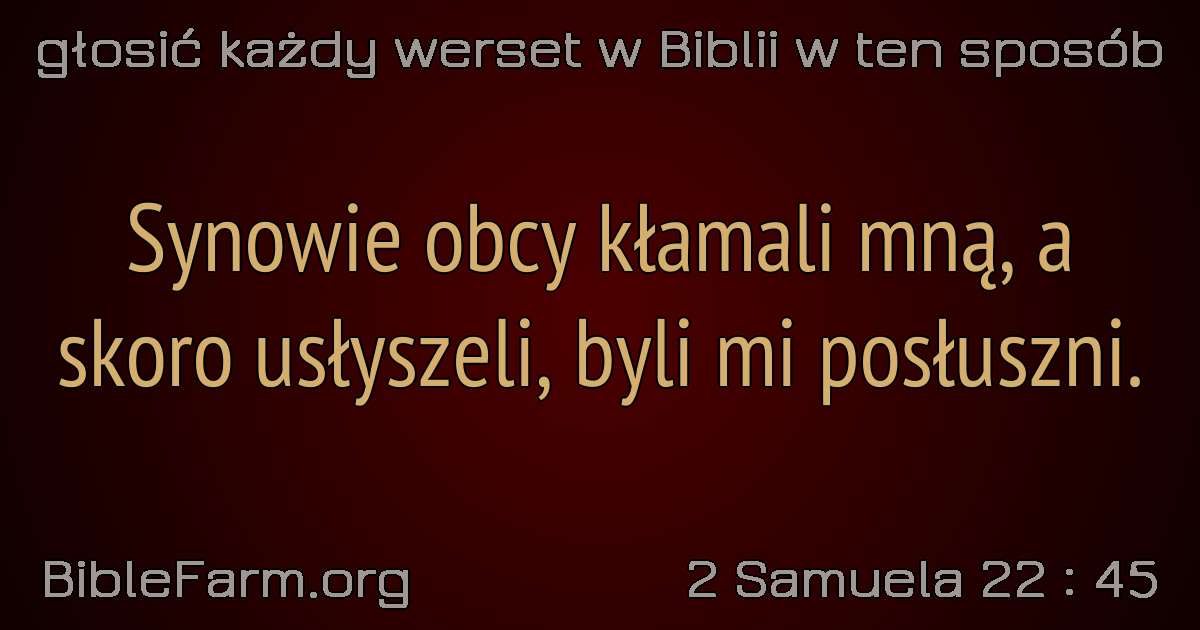 głosić każdy werset w Biblii w ten sposób
Synowie obcy kłamali mną, a
skoro usłyszeli, byli mi posłuszni.
BibleFarm.org
2 Samuela 22 : 45